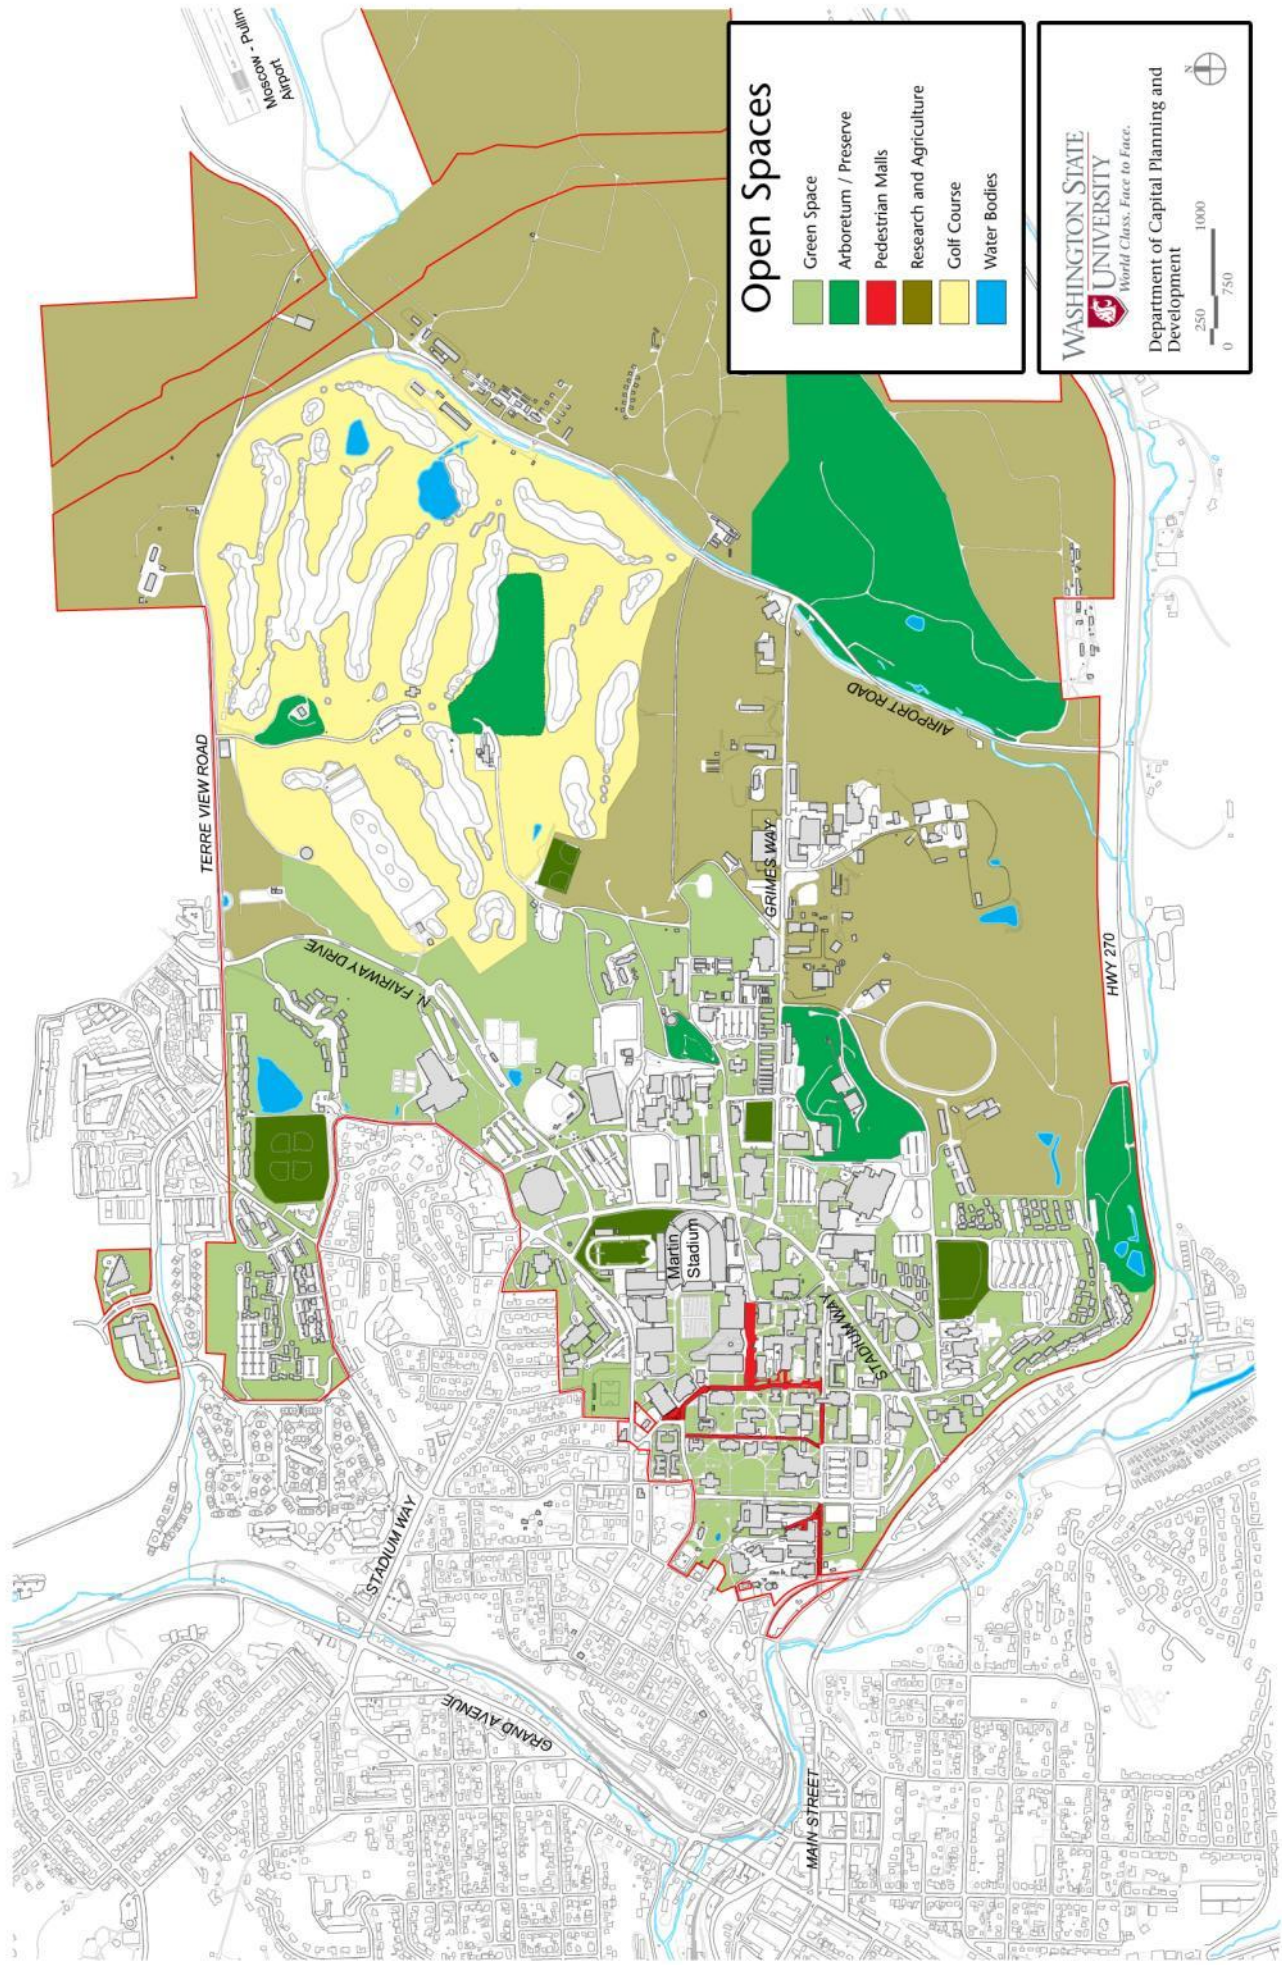 Moscow - Pullm
Airport
TERRE VIEW ROAD
N. FAIRWAY DRIVE
GRIMES WAY
AIRPORT ROAD
HWY 270
Martin
Stadium
STADIUM WAY
STADIUM WAY
GRAND AVENUE
MAIN STREET
Open Spaces
Green Space
Arboretum / Preserve
Pedestrian Malls
Research and Agriculture
Golf Course
Water Bodies
WASHINGTON STATE
UNIVERSITY
World Class. Face to Face.
Department of Capital Planning and
Development
0 250 750 1000
N